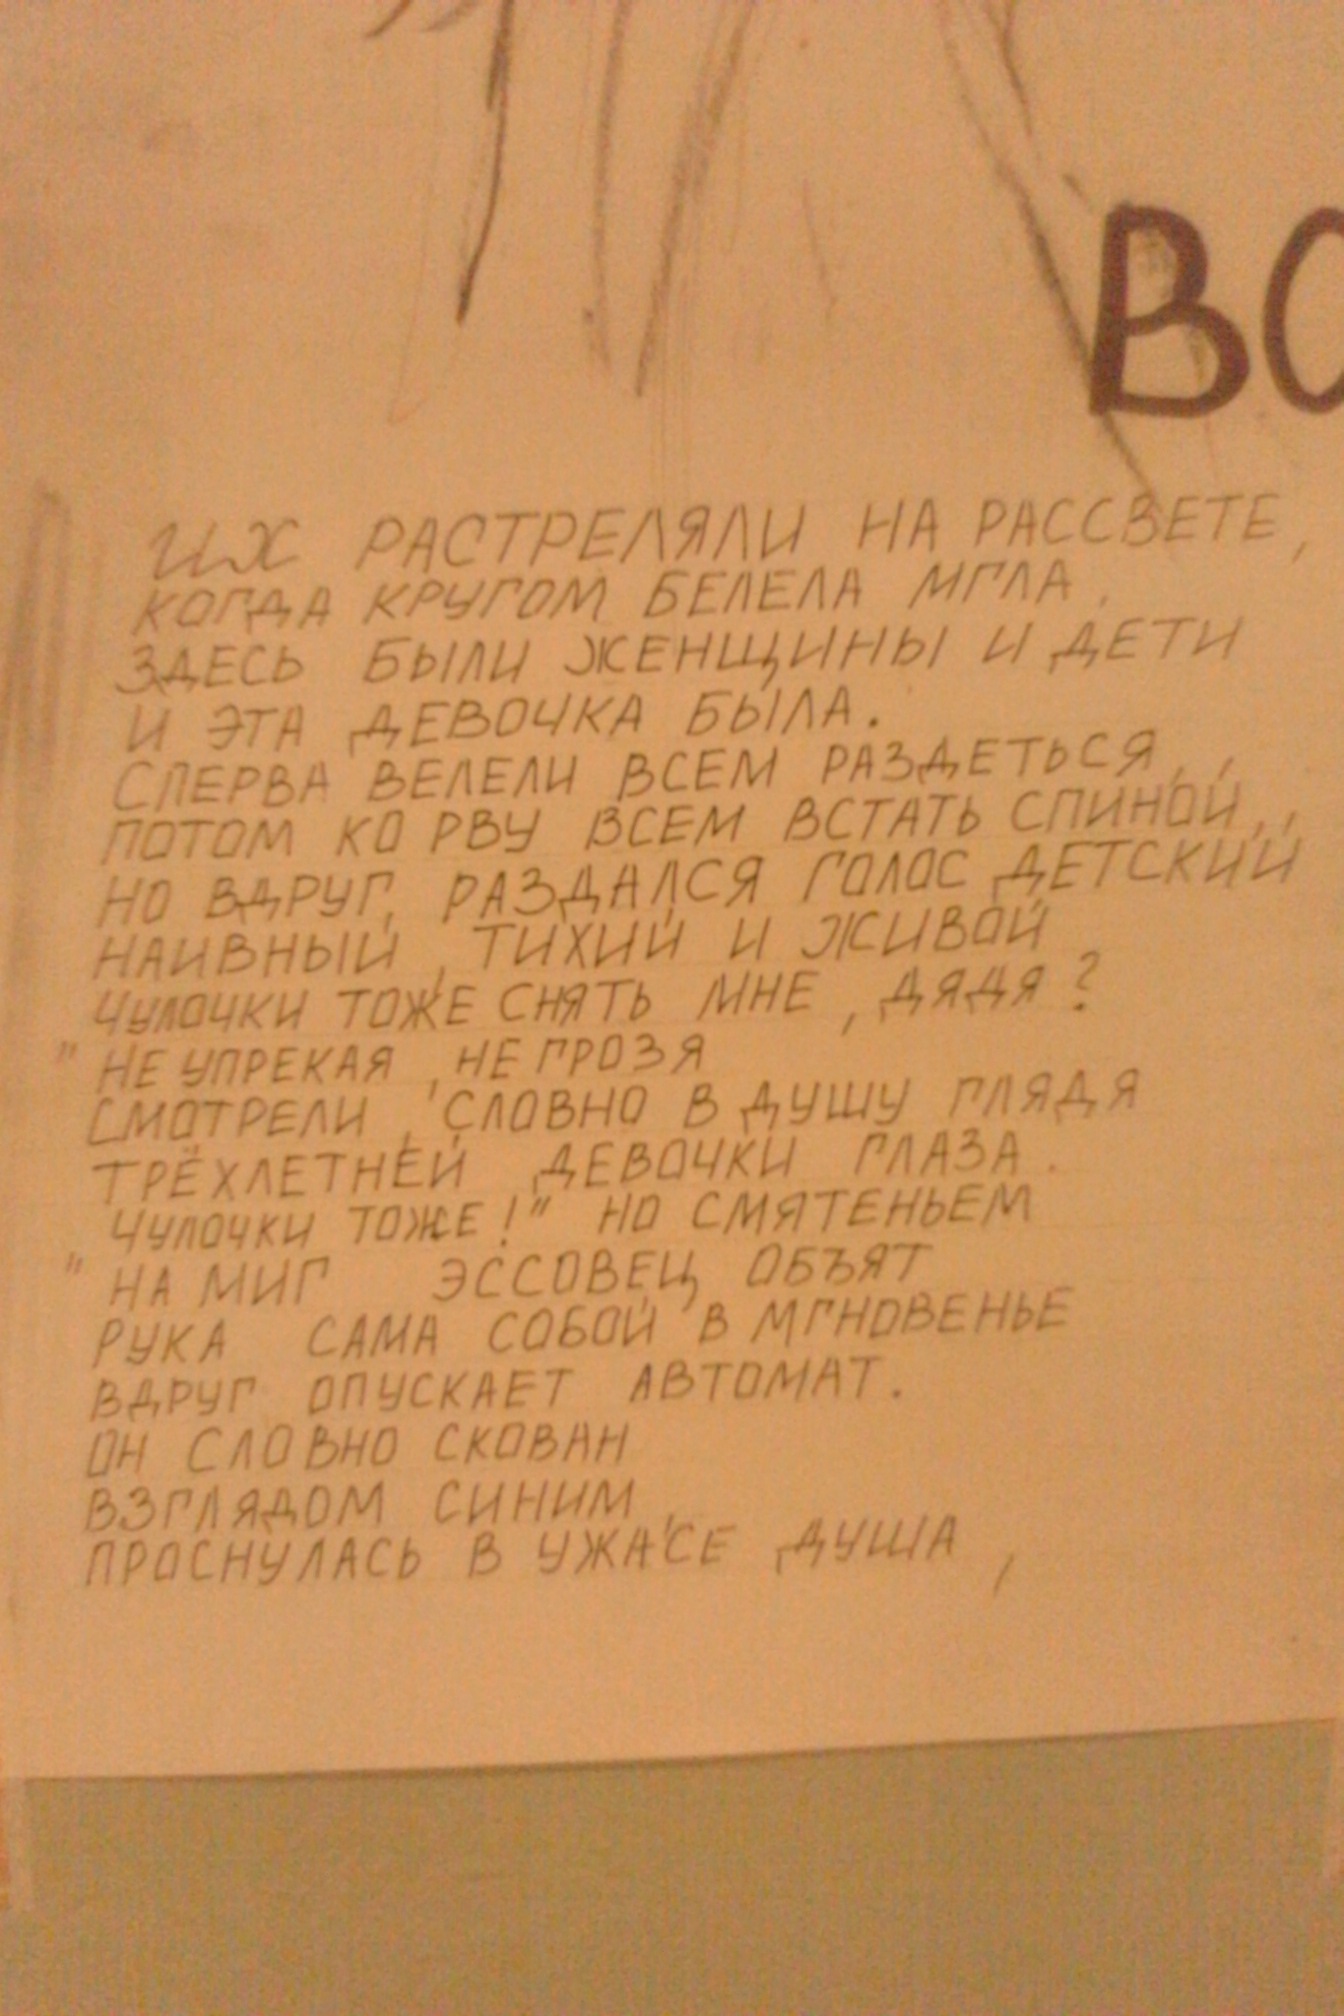 ВО
ИХ РАСТРЕЛЯЛИ НА РАССВЕТЕ,
КОГДА КРУГОМ БЕЛЕЛА МГЛА.
ЗДЕСЬ БЫЛИ ЖЕНЩИНЫ И ДЕТИ
И ЭТА ДЕВОЧКА БЫЛА.
СПЕРВА ВЕЛЕЛИ ВСЕМ РАЗДЕТЬСЯ,
ПОТОМ КО РВУ ВСЕМ ВСТАТЬ СПИНОЙ,
НО ВДРУГ РАЗДАЛСЯ ГОЛОС ДЕТСКИЙ
НАИВНЫЙ, ТИХИЙ И ЖИВОЙ
ЧУЛОЧКИ ТОЖЕ СНЯТЬ МНЕ, ДЯДЯ?
" НЕ УПРЕКАЯ, НЕ ГРОЗЯ
СМОТРЕЛИ, СЛОВНО В ДУШУ ГЛЯДЯ
ТРЁХЛЕТНЕЙ ДЕВОЧКИ ГЛАЗА.
ЧУЛОЧКИ ТОЖЕ!" НО СМЯТЕНЬЕМ
" НА МИГ ЭССОВЕЦ ОБЪЯТ
РУКА САМА СОБОЙ В МГНОВЕНЬЕ
ВДРУГ ОПУСКАЕТ АВТОМАТ.
ОН СЛОВНО СКОВАН
ВЗГЛЯДОМ СИНИМ,
ПРОСНУЛАСЬ В УЖАСЕ ДУША,